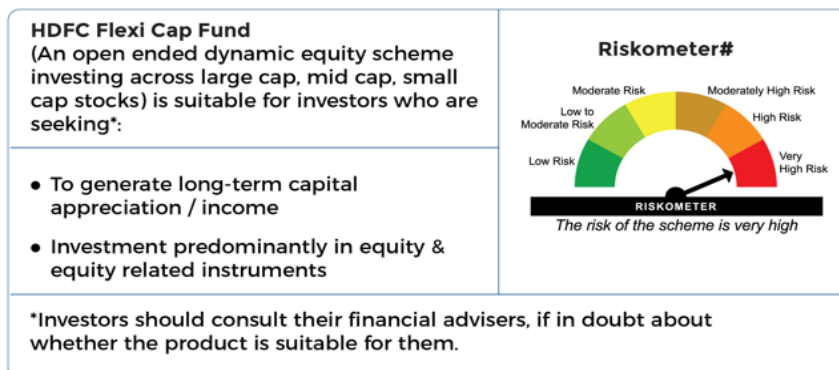 HDFC Flexi Cap Fund
(An open ended dynamic equity scheme
investing across large cap, mid cap, small
cap stocks) is suitable for investors who are
seeking*:
● To generate long-term capital
appreciation / income
● Investment predominantly in equity &
equity related instruments
Riskometer#
Moderate Risk
Moderately High Risk
Low to
Moderate Risk
High Risk
Low Risk
Very
High Risk
RISKOMETER
The risk of the scheme is very high
*Investors should consult their financial advisers, if in doubt about
whether the product is suitable for them.